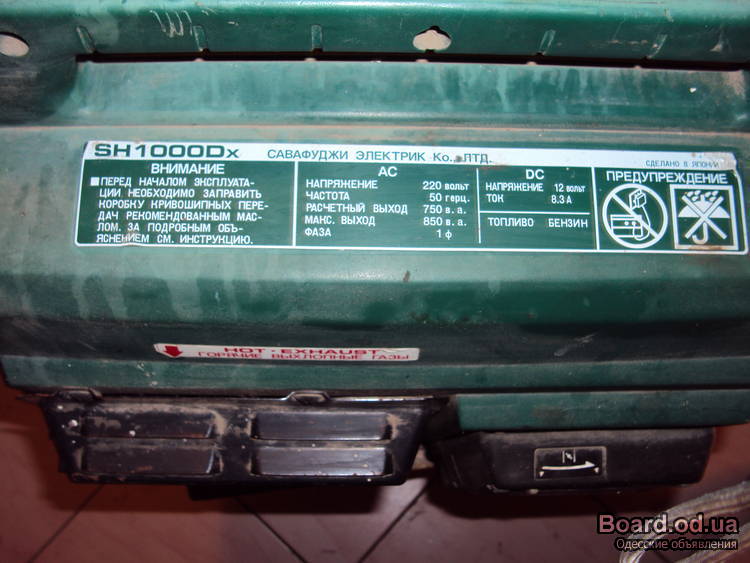 SH1000Dx САВАФУДЖИ ЭЛЕКТРИК Ко., ЛТД. СДЕЛАНО В ЯПОНИИ
ВНИМАНИЕ
■ ПЕРЕД НАЧАЛОМ ЭКСПЛУАТА-
ЦИИ НЕОБХОДИМО ЗАПРАВИТЬ
КОРОБКУ КРИВОШИПНЫХ ПЕРЕ-
ДАЧ РЕКОМЕНДОВАННЫМ МАС-
ЛОМ. ЗА ПОДРОБНЫМ ОБЪ-
ЯСНЕНИЕМ СМ. ИНСТРУКЦИЮ.
AC
НАПРЯЖЕНИЕ 220 вольт
ЧАСТОТА 50 герц.
РАСЧЕТНЫЙ ВЫХОД 750 в.а.
МАКС. ВЫХОД 850 в.а.
ФАЗА 1 ф
DC
НАПРЯЖЕНИЕ 12 вольт
ТОК 8.3 А
ТОПЛИВО БЕНЗИН
ПРЕДУПРЕЖДЕНИЕ
HOT · EXHAUST
ГОРЯЧИЕ ВЫХЛОПНЫЕ ГАЗЫ
Board.od.ua
Одесские объявления